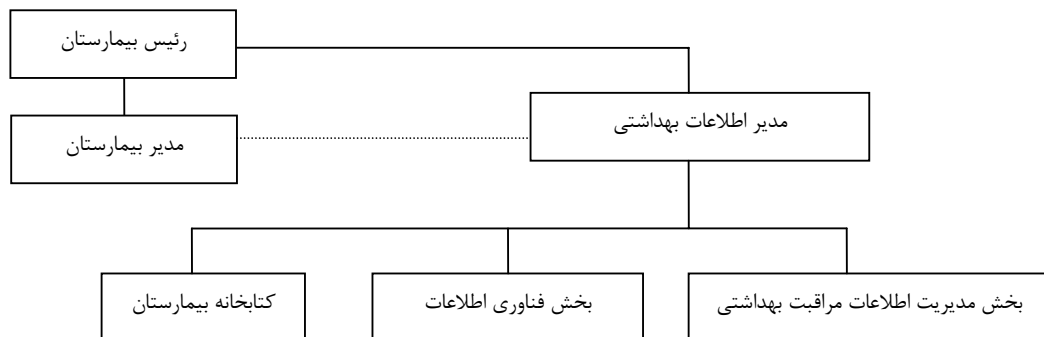 رئیس بیمارستان
مدیر اطلاعات بهداشتی
مدیر بیمارستان
بخش مدیریت اطلاعات مراقبت بهداشتی
بخش فناوری اطلاعات
کتابخانه بیمارستان